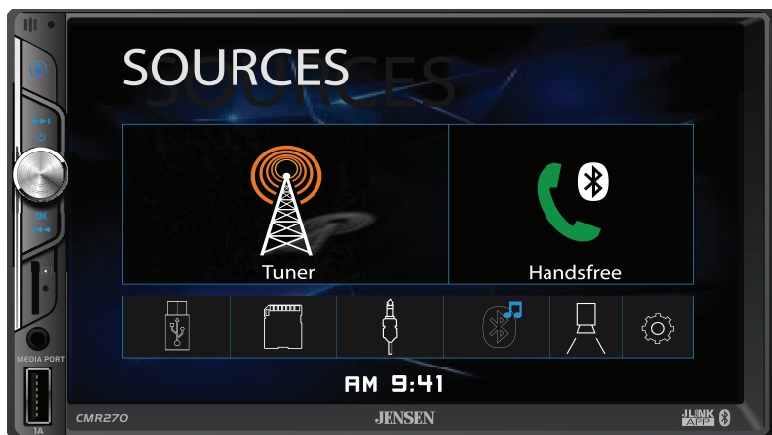 SOURCES
Tuner
Handsfree
MEDIA PORT
AM 9:41
1A
CMR270
JENSEN
JLINK
APP